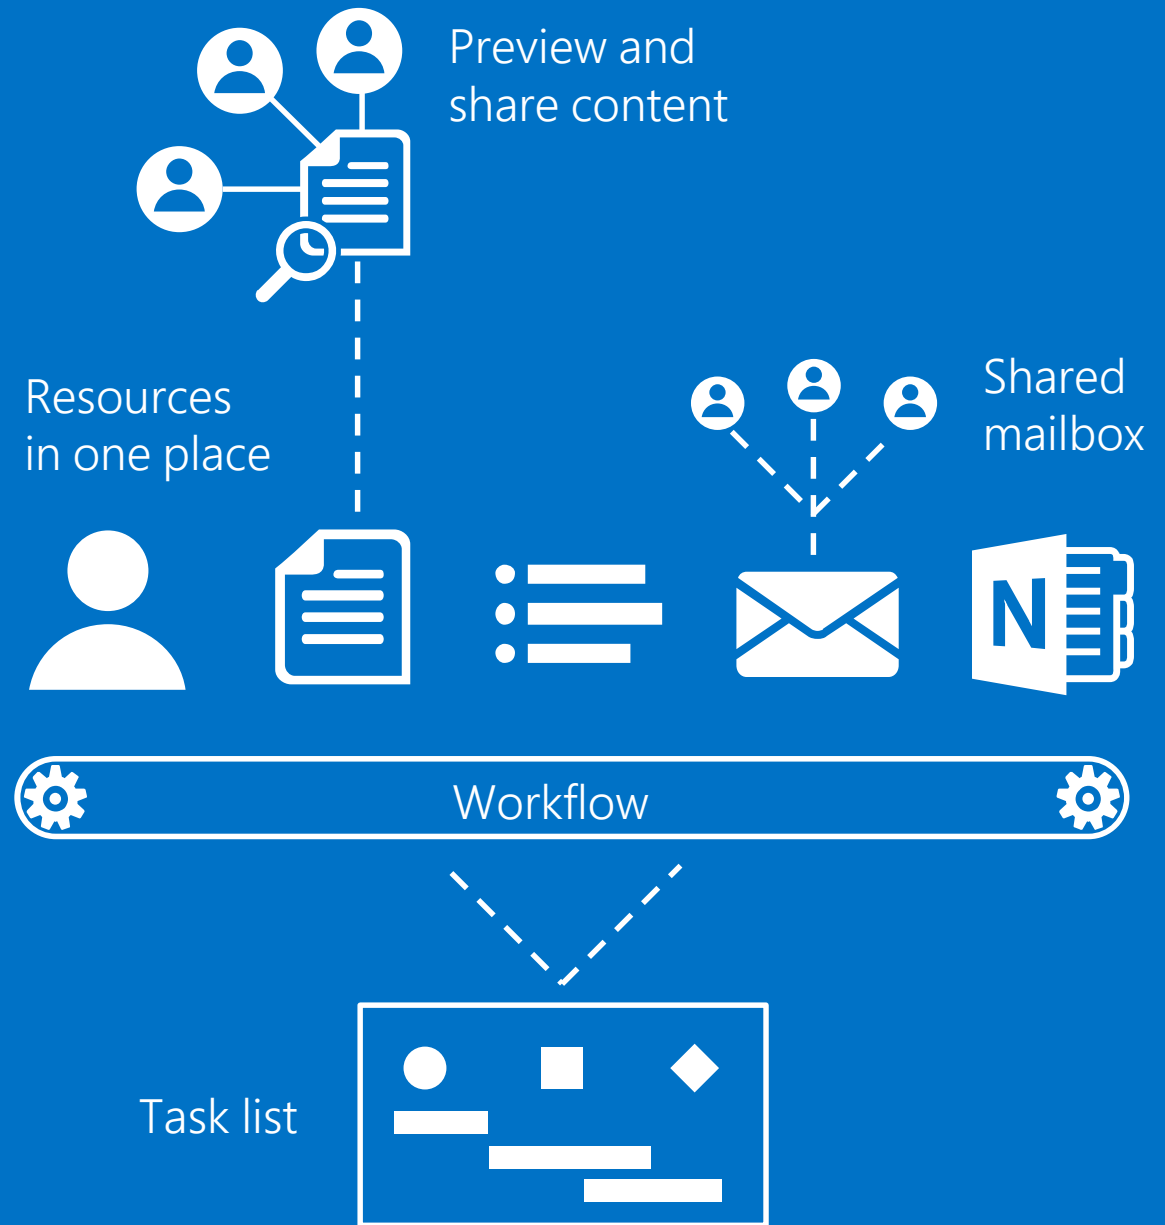 Preview and
share content
Resources
in one place
Shared
mailbox
N
Workflow
Task list